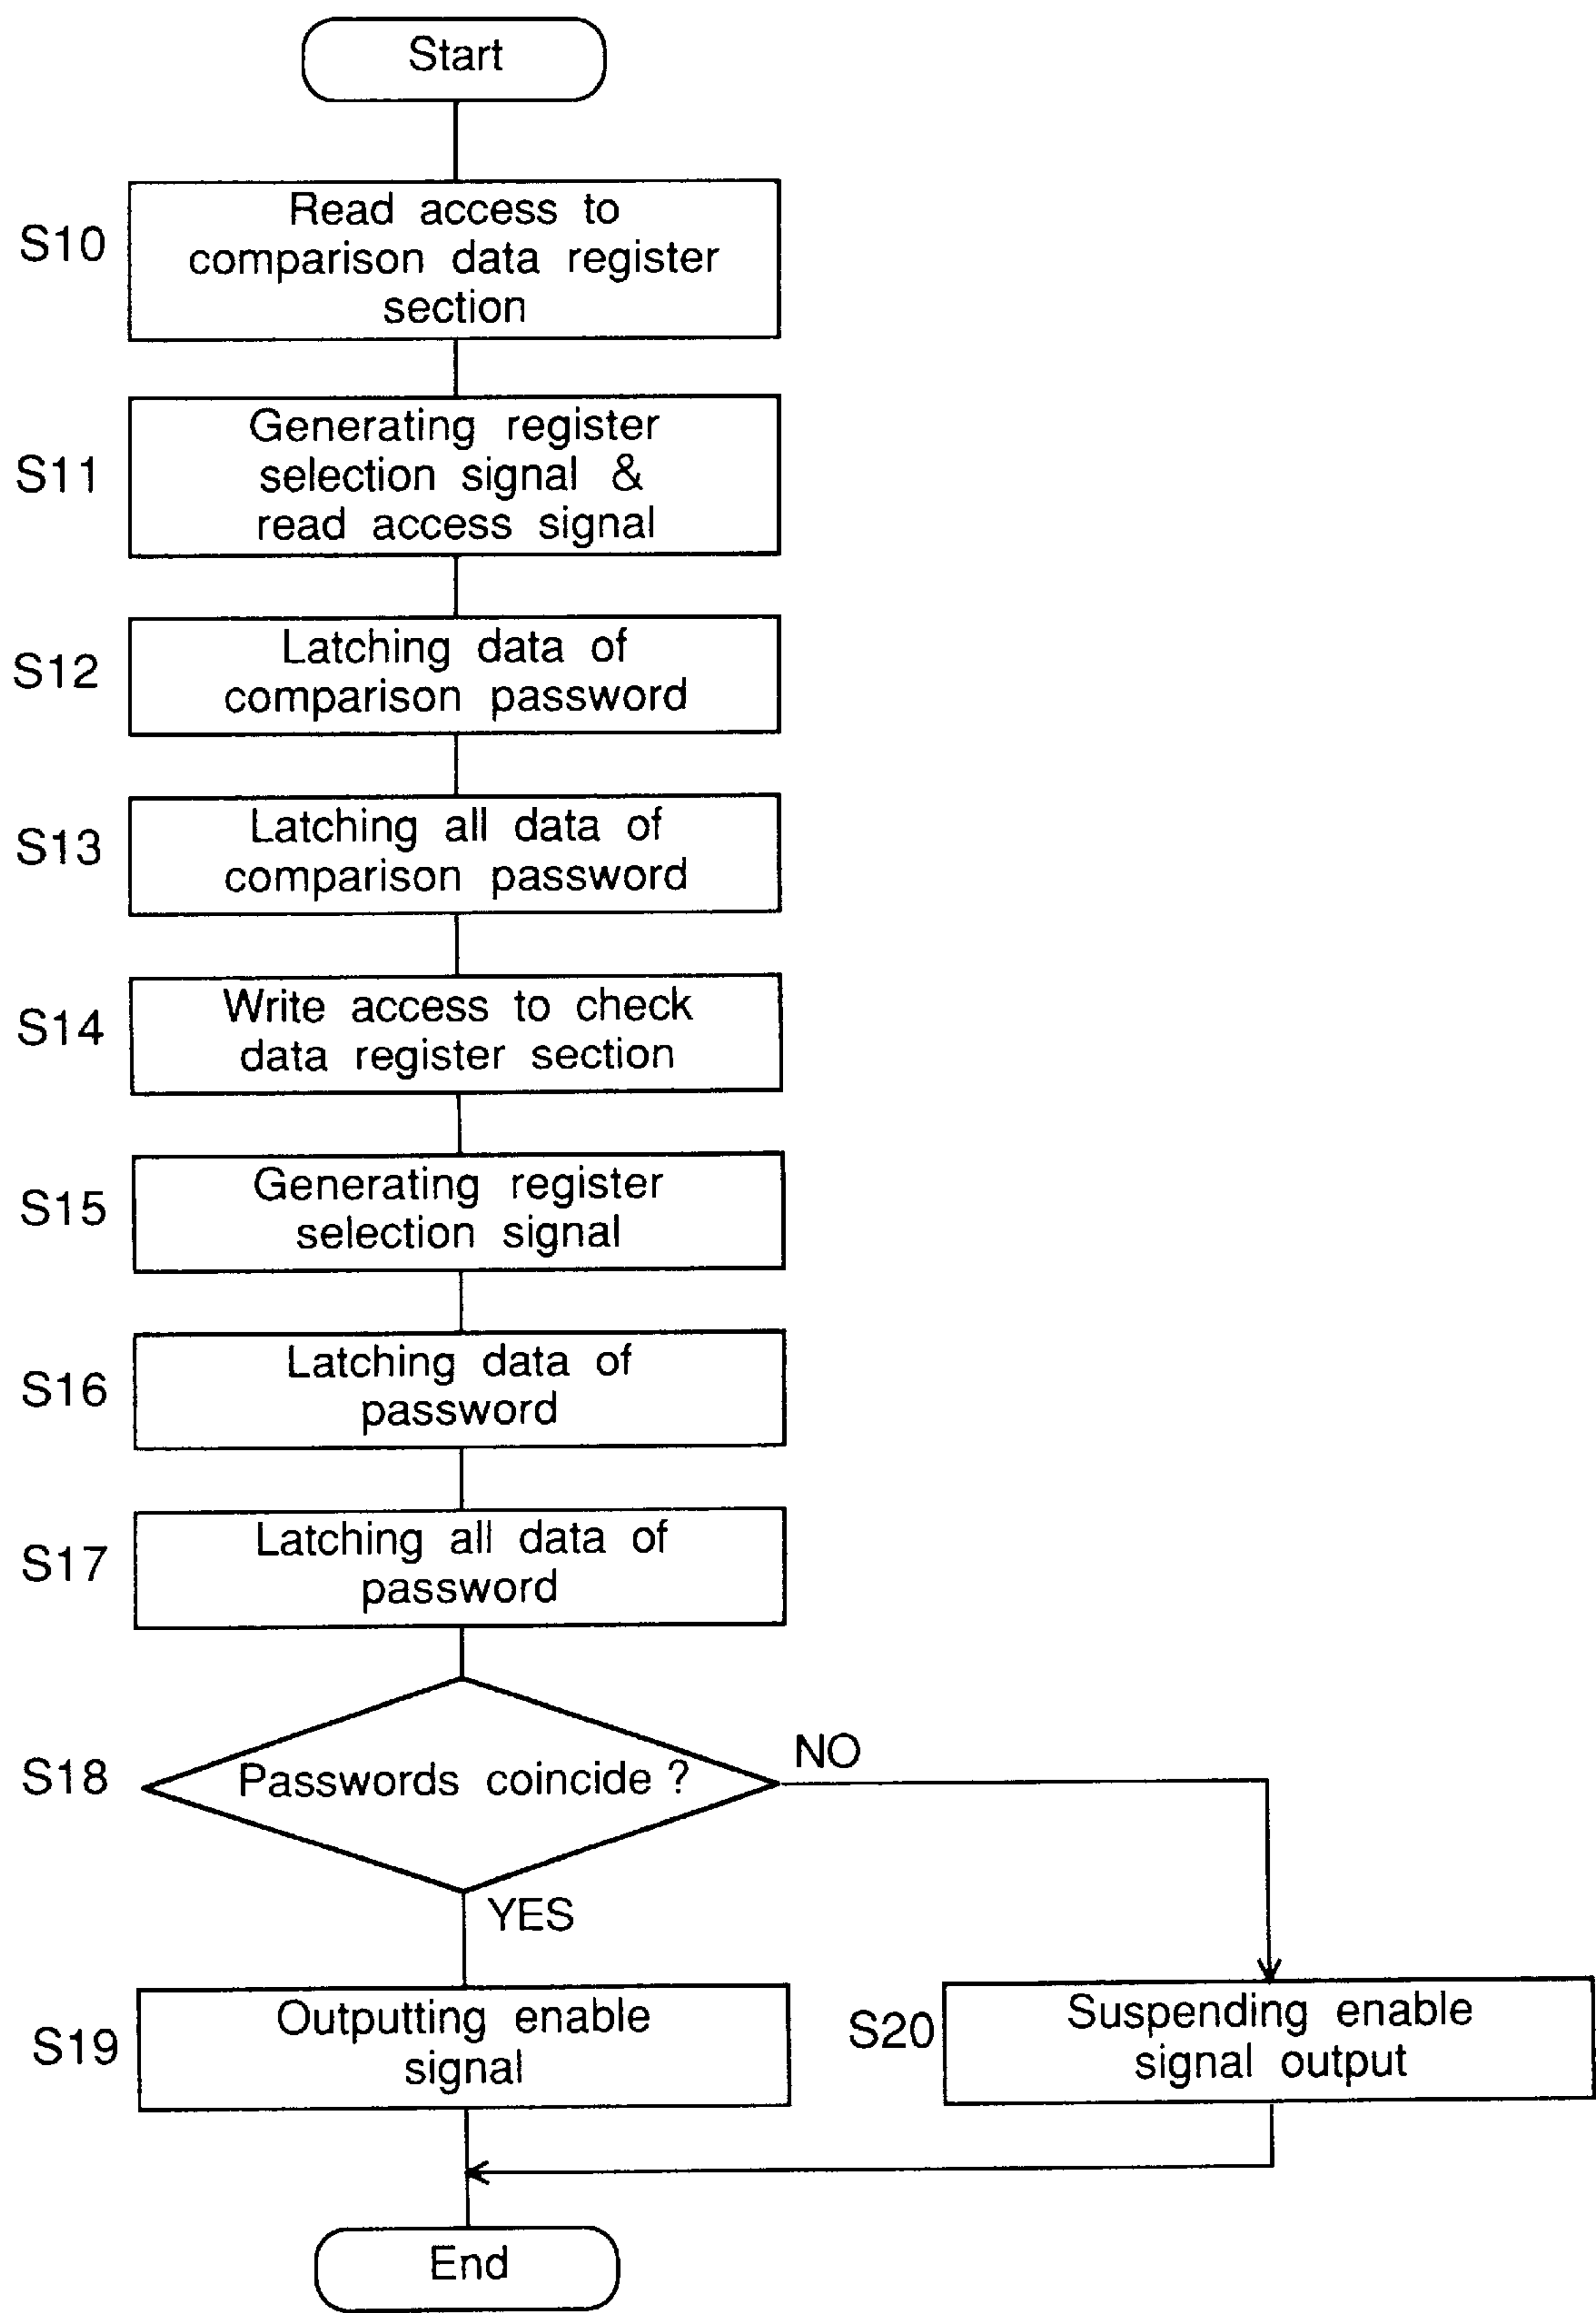 Start
S10
Read access to
comparison data register
section
S11
Generating register
selection signal &
read access signal
S12
Latching data of
comparison password
S13
Latching all data of
comparison password
S14
Write access to check
data register section
S15
Generating register
selection signal
S16
Latching data of
password
S17
Latching all data of
password
S18
Passwords coincide ?
NO
YES
S19
Outputting enable
signal
S20
Suspending enable
signal output
End